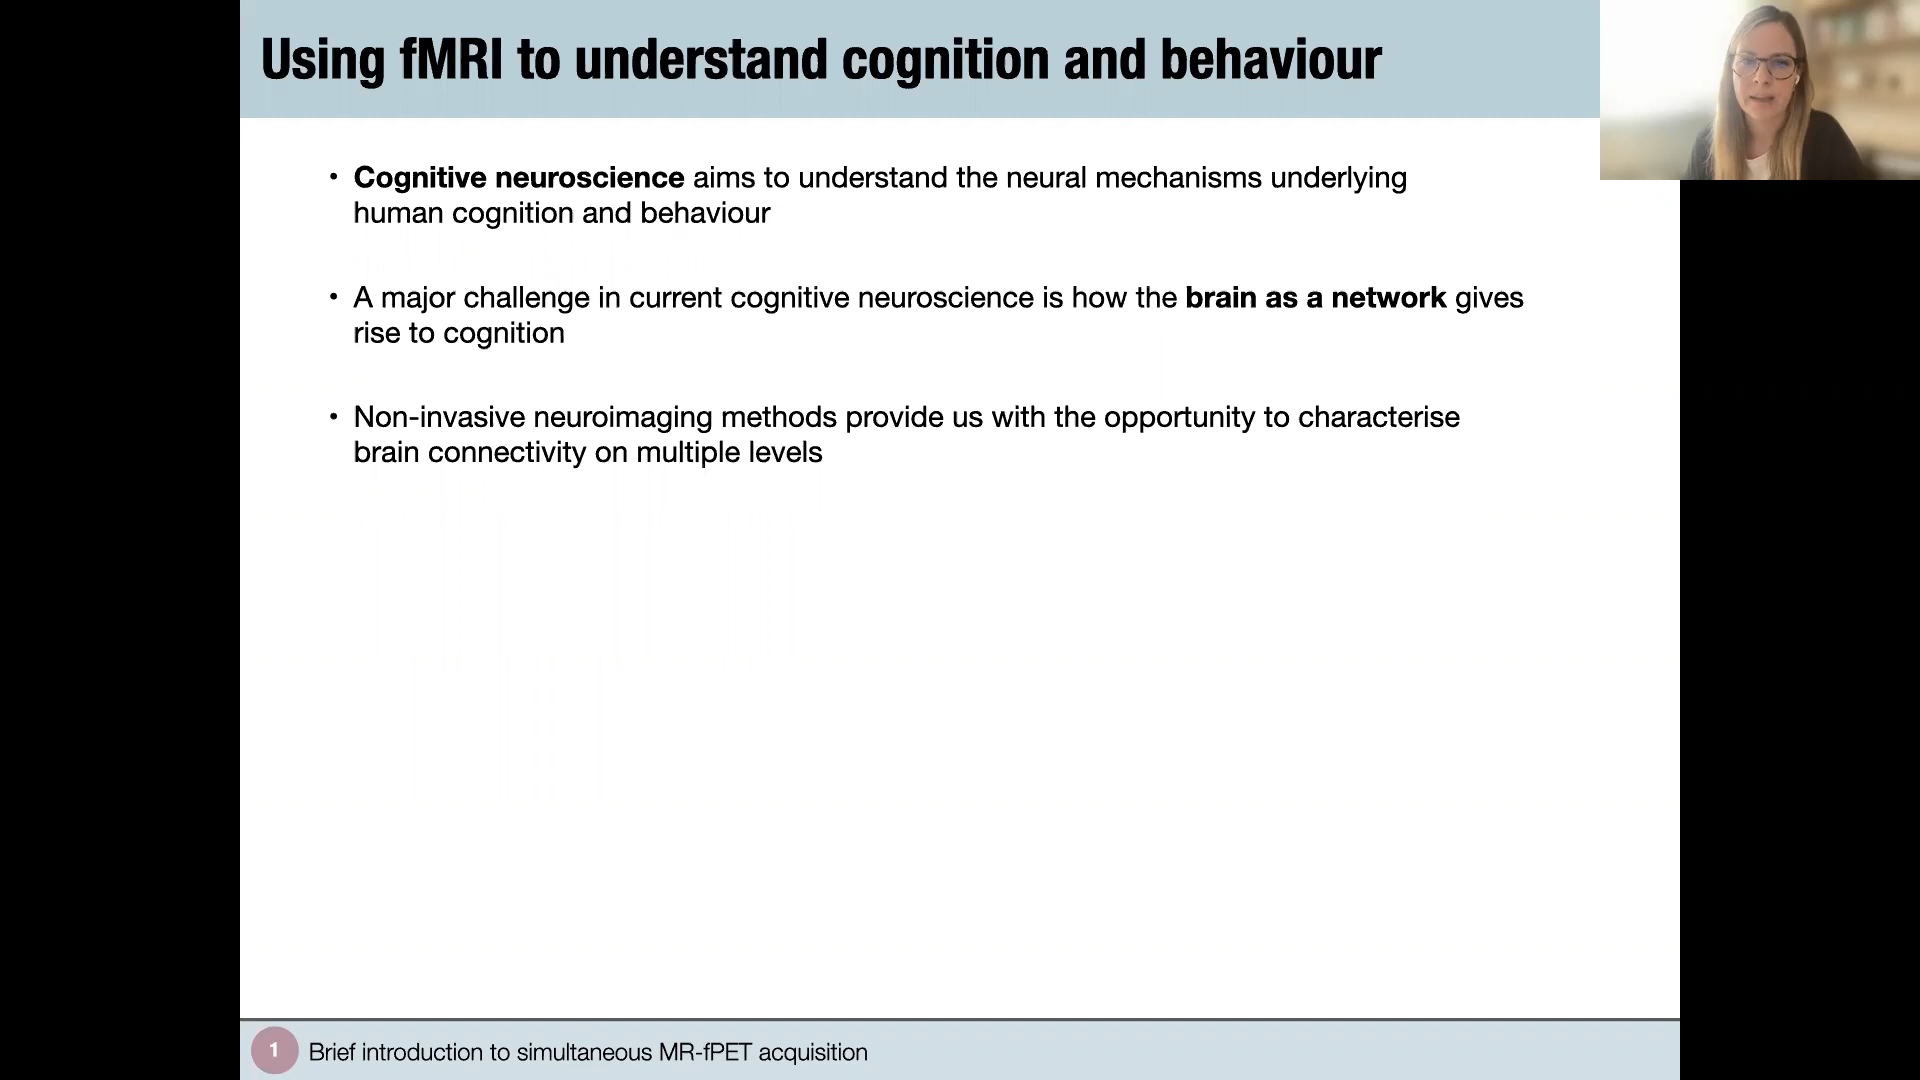 Using fMRI to understand cognition and behaviour
• Cognitive neuroscience aims to understand the neural mechanisms underlying
human cognition and behaviour
• A major challenge in current cognitive neuroscience is how the brain as a network gives
rise to cognition
• Non-invasive neuroimaging methods provide us with the opportunity to characterise
brain connectivity on multiple levels
1 Brief introduction to simultaneous MR-fPET acquisition